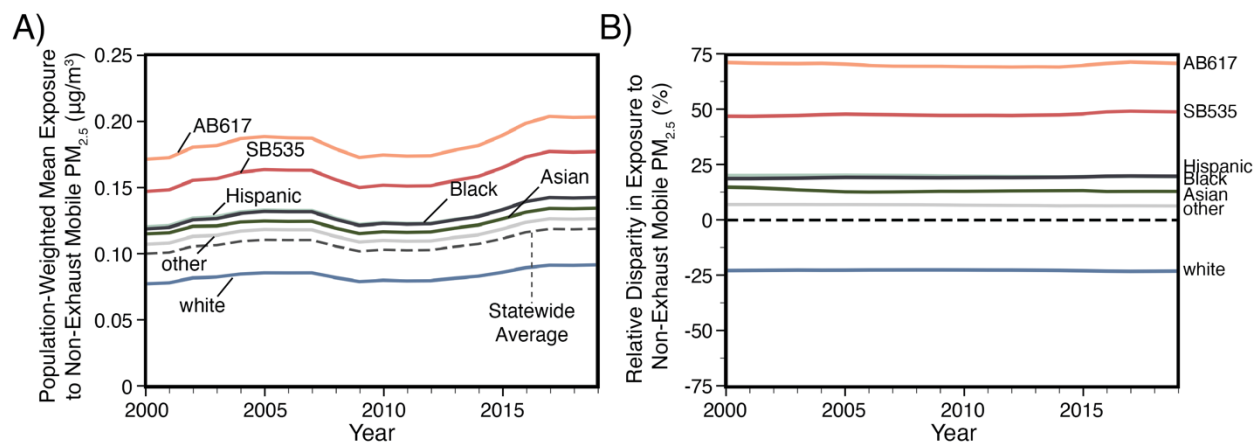 A)
Population-Weighted Mean Exposure
to Non-Exhaust Mobile PM2.5 (µg/m³)
0.25
0.20
0.15
0.10
0.05
0
AB617
SB535
Hispanic
Black
Asian
other
white
Statewide
Average
2000
2005
2010
2015
Year
B)
Relative Disparity in Exposure to
Non-Exhaust Mobile PM2.5 (%)
75
50
25
0
-25
-50
-75
AB617
SB535
Hispanic
Black
Asian
other
white
2000
2005
2010
2015
Year